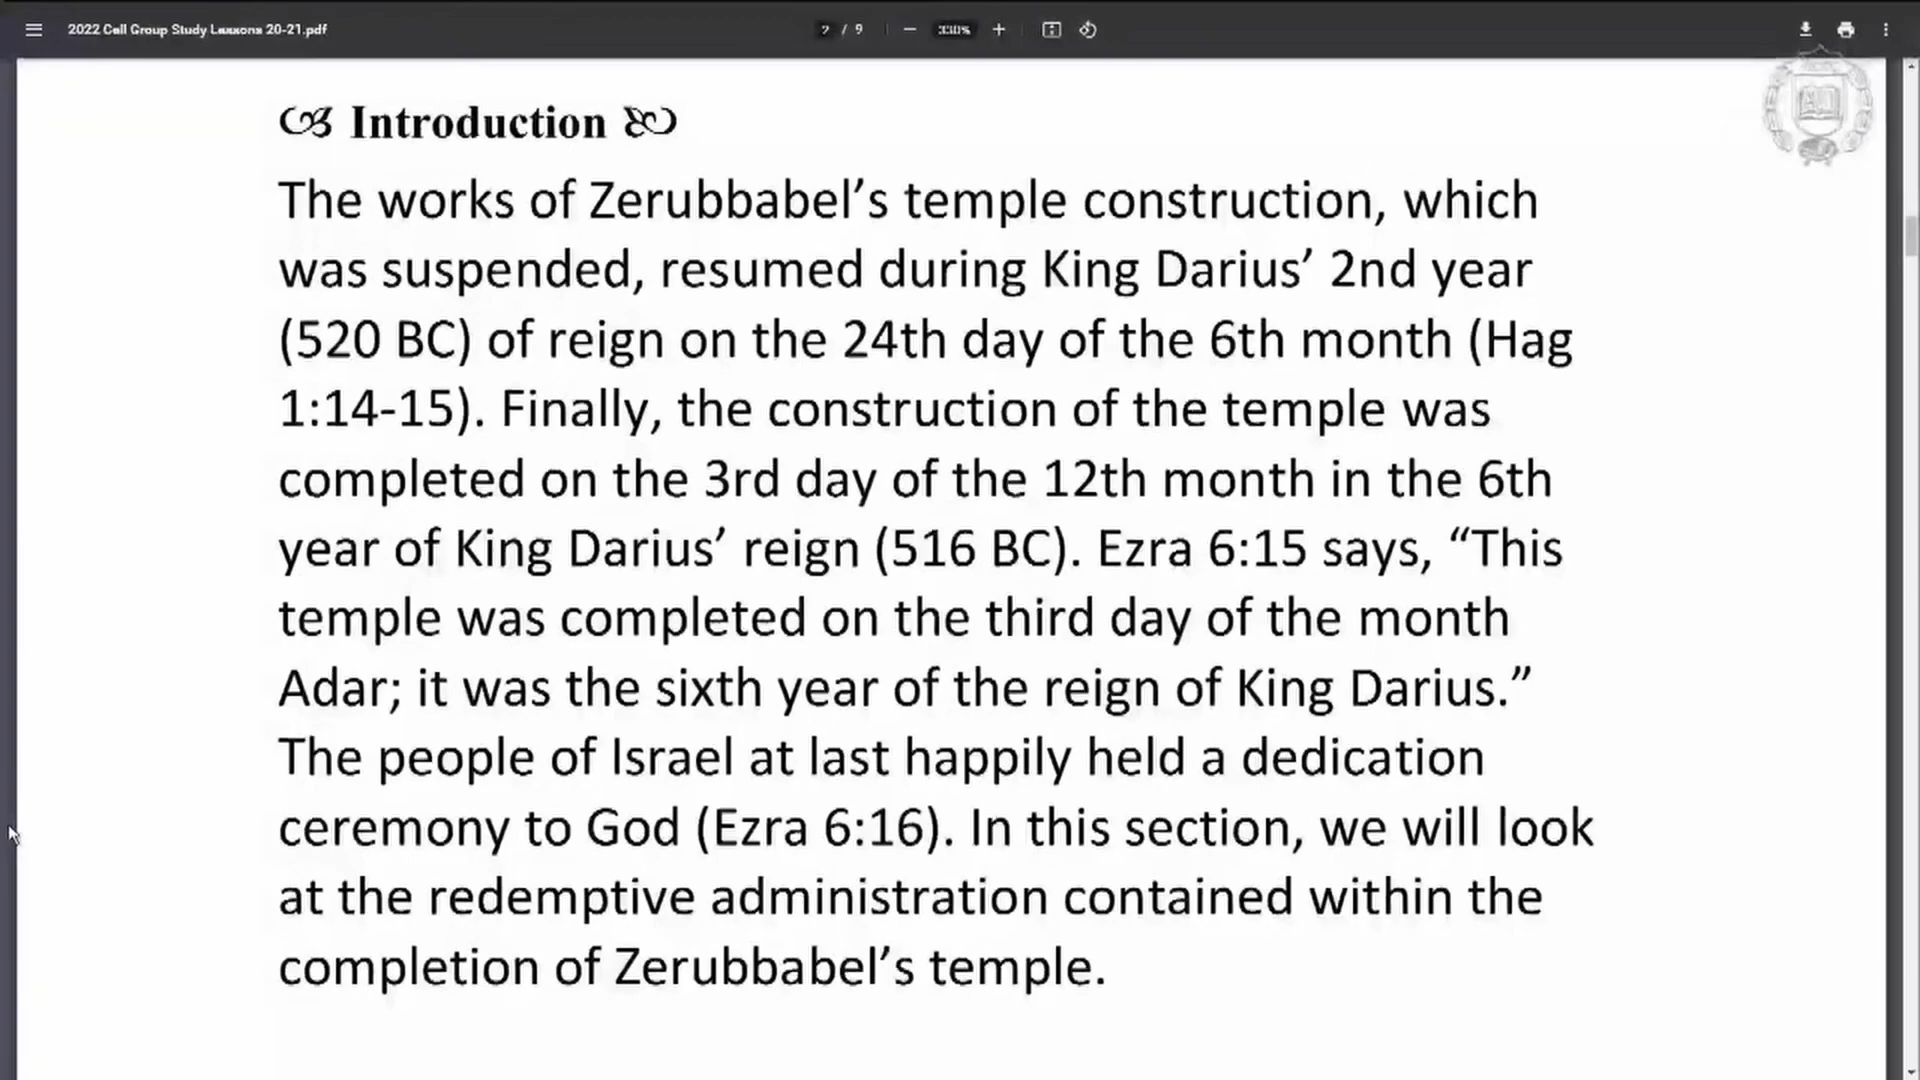 2022 Cell Group Study Lessons 20-21.pdf
2 / 9
330%
Introduction
The works of Zerubbabel’s temple construction, which
was suspended, resumed during King Darius’ 2nd year
(520 BC) of reign on the 24th day of the 6th month (Hag
1:14-15). Finally, the construction of the temple was
completed on the 3rd day of the 12th month in the 6th
year of King Darius’ reign (516 BC). Ezra 6:15 says, “This
temple was completed on the third day of the month
Adar; it was the sixth year of the reign of King Darius.”
The people of Israel at last happily held a dedication
ceremony to God (Ezra 6:16). In this section, we will look
at the redemptive administration contained within the
completion of Zerubbabel’s temple.